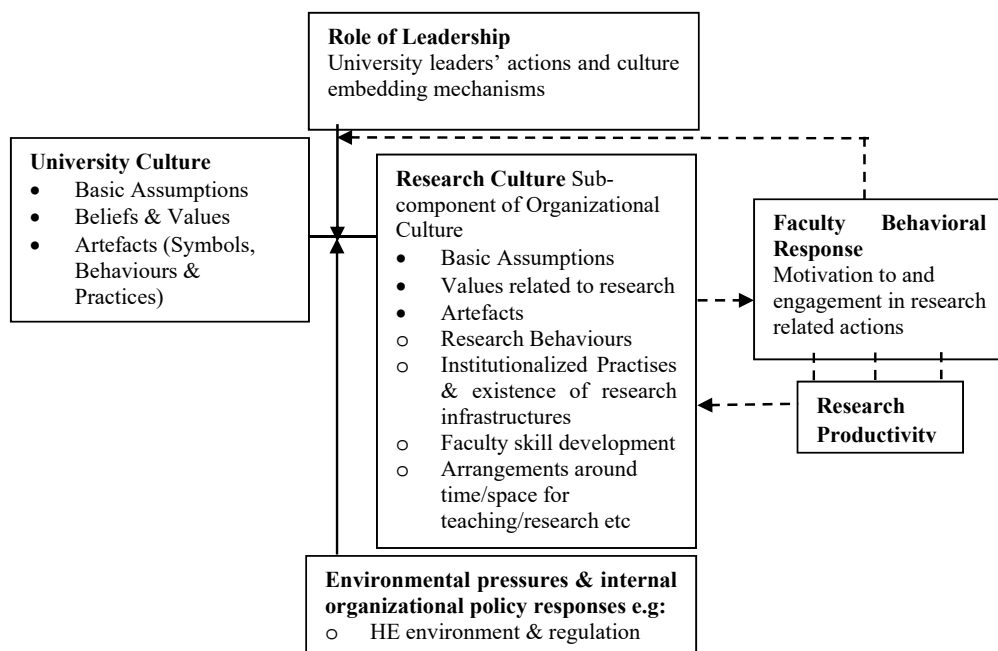 Role of Leadership
University leaders’ actions and culture
embedding mechanisms
University Culture
• Basic Assumptions
• Beliefs & Values
• Artefacts (Symbols,
Behaviours &
Practices)
Research Culture Sub-
component of Organizational
Culture
• Basic Assumptions
• Values related to research
• Artefacts
o Research Behaviours
o Institutionalized Practises
& existence of research
infrastructures
o Faculty skill development
o Arrangements around
time/space for
teaching/research etc
Faculty Behavioral
Response
Motivation to and
engagement in research
related actions
Research
Productivity
Environmental pressures & internal
organizational policy responses e.g:
o HE environment & regulation